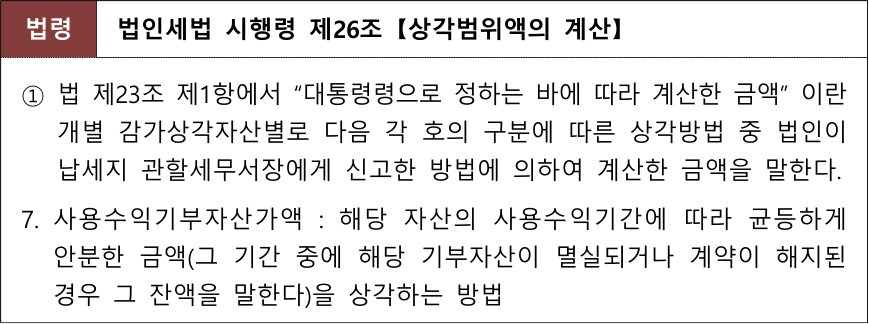 법령 법인세법 시행령 제26조【상각범위액의 계산】
① 법 제23조 제1항에서 “대통령령으로 정하는 바에 따라 계산한 금액” 이란
개별 감가상각자산별로 다음 각 호의 구분에 따른 상각방법 중 법인이
납세지 관할세무서장에게 신고한 방법에 의하여 계산한 금액을 말한다.
7. 사용수익기부자산가액 : 해당 자산의 사용수익기간에 따라 균등하게
안분한 금액(그 기간 중에 해당 기부자산이 멸실되거나 계약이 해지된
경우 그 잔액을 말한다)을 상각하는 방법